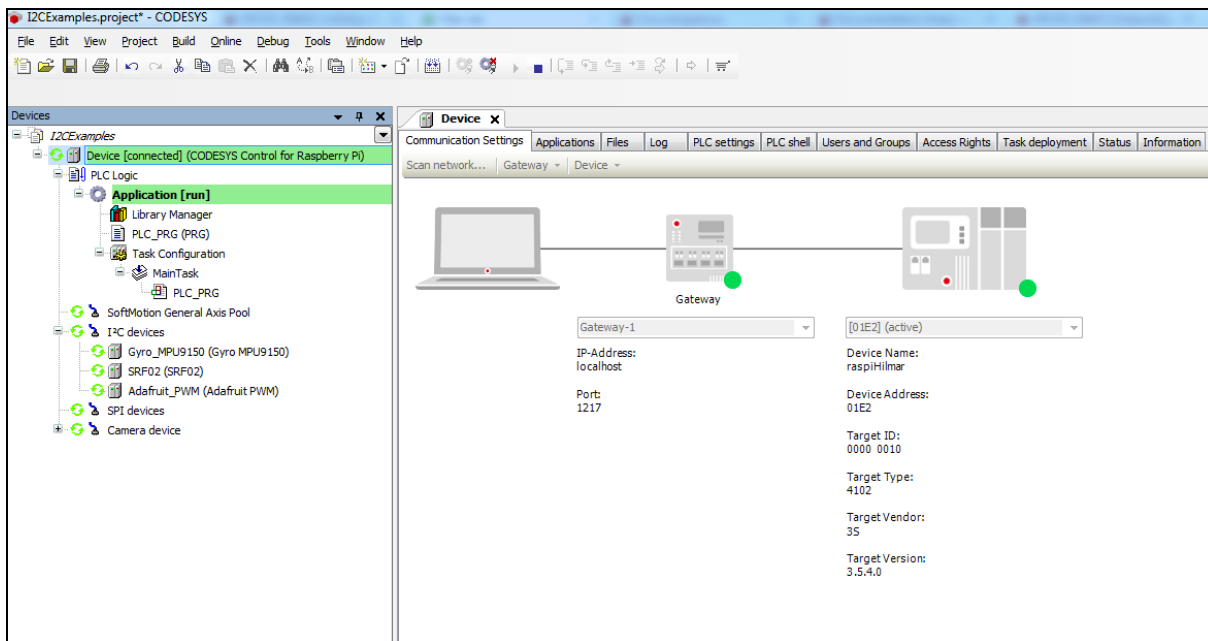 I2CExamples.project* - CODESYS
File Edit View Project Build Online Debug Tools Window Help
Devices
I2CExamples
Device [connected] (CODESYS Control for Raspberry Pi)
PLC Logic
Application [run]
Library Manager
PLC_PRG (PRG)
Task Configuration
MainTask
PLC_PRG
SoftMotion General Axis Pool
I²C devices
Gyro_MPU9150 (Gyro MPU9150)
SRF02 (SRF02)
Adafruit_PWM (Adafruit PWM)
SPI devices
Camera device
Device X
Communication Settings Applications Files Log PLC settings PLC shell Users and Groups Access Rights Task deployment Status Information
Scan network... Gateway Device
Gateway
Gateway-1
IP-Address:
localhost
Port:
1217
[01E2] (active)
Device Name:
raspiHilmar
Device Address:
01E2
Target ID:
0000 0010
Target Type:
4102
Target Vendor:
3S
Target Version:
3.5.4.0